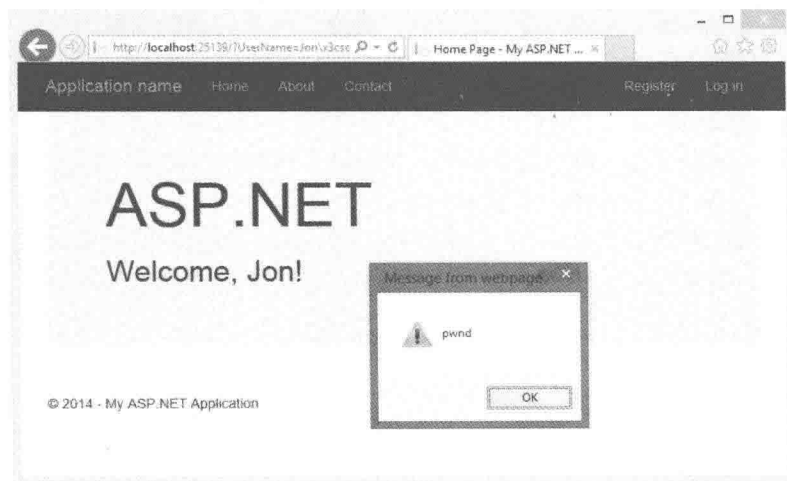 http://localhost:25139/?UserName=Jon\u3csc
Home Page - My ASP.NET ...
Application name Home About Contact Register Log in
ASP.NET
Welcome, Jon!
Message from webpage
pwnd
OK
© 2014 - My ASP.NET Application